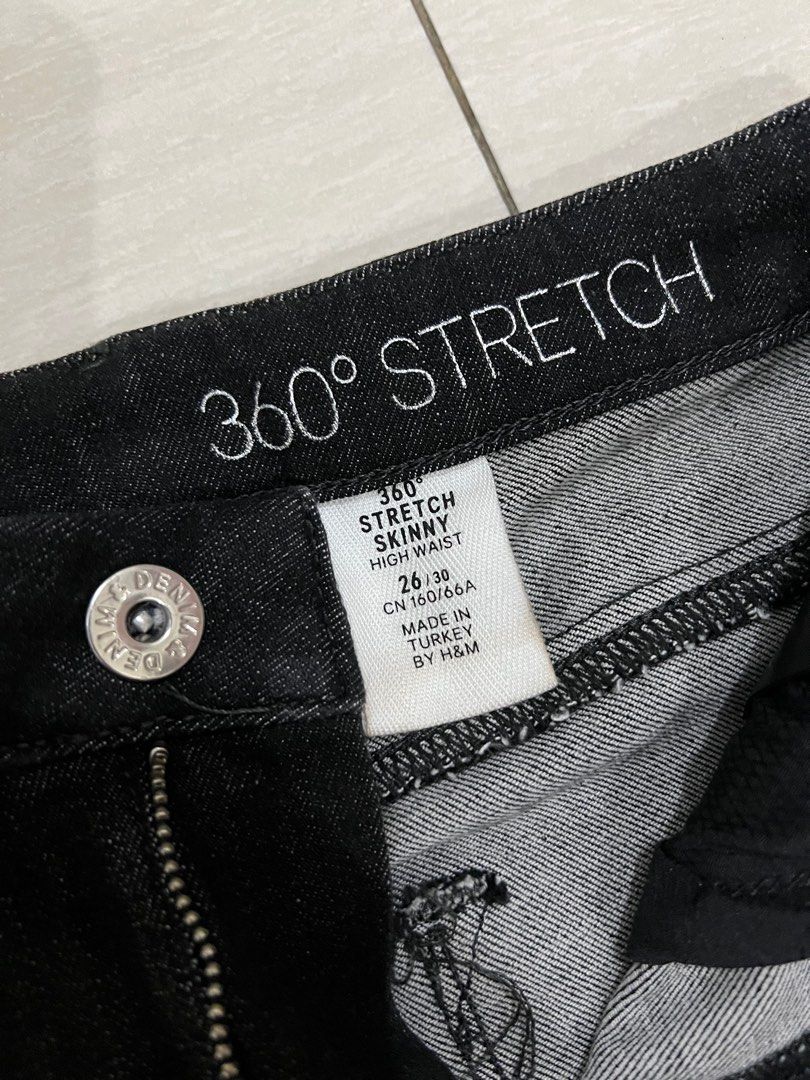 360° STRETCH
360°
STRETCH
SKINNY
HIGH WAIST
26/30
CN 160/66A
MADE IN
TURKEY
BY H&M
DENIM & DENIM &